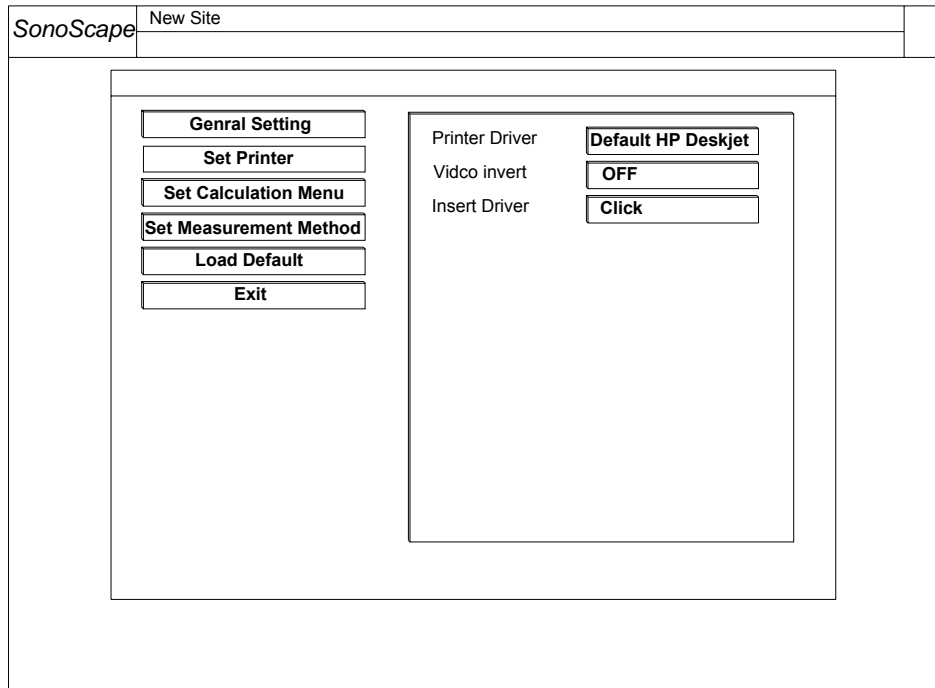 SonoScape
New Site
Genral Setting
Set Printer
Set Calculation Menu
Set Measurement Method
Load Default
Exit
Printer Driver Default HP Deskjet
Vidco invert OFF
Insert Driver Click